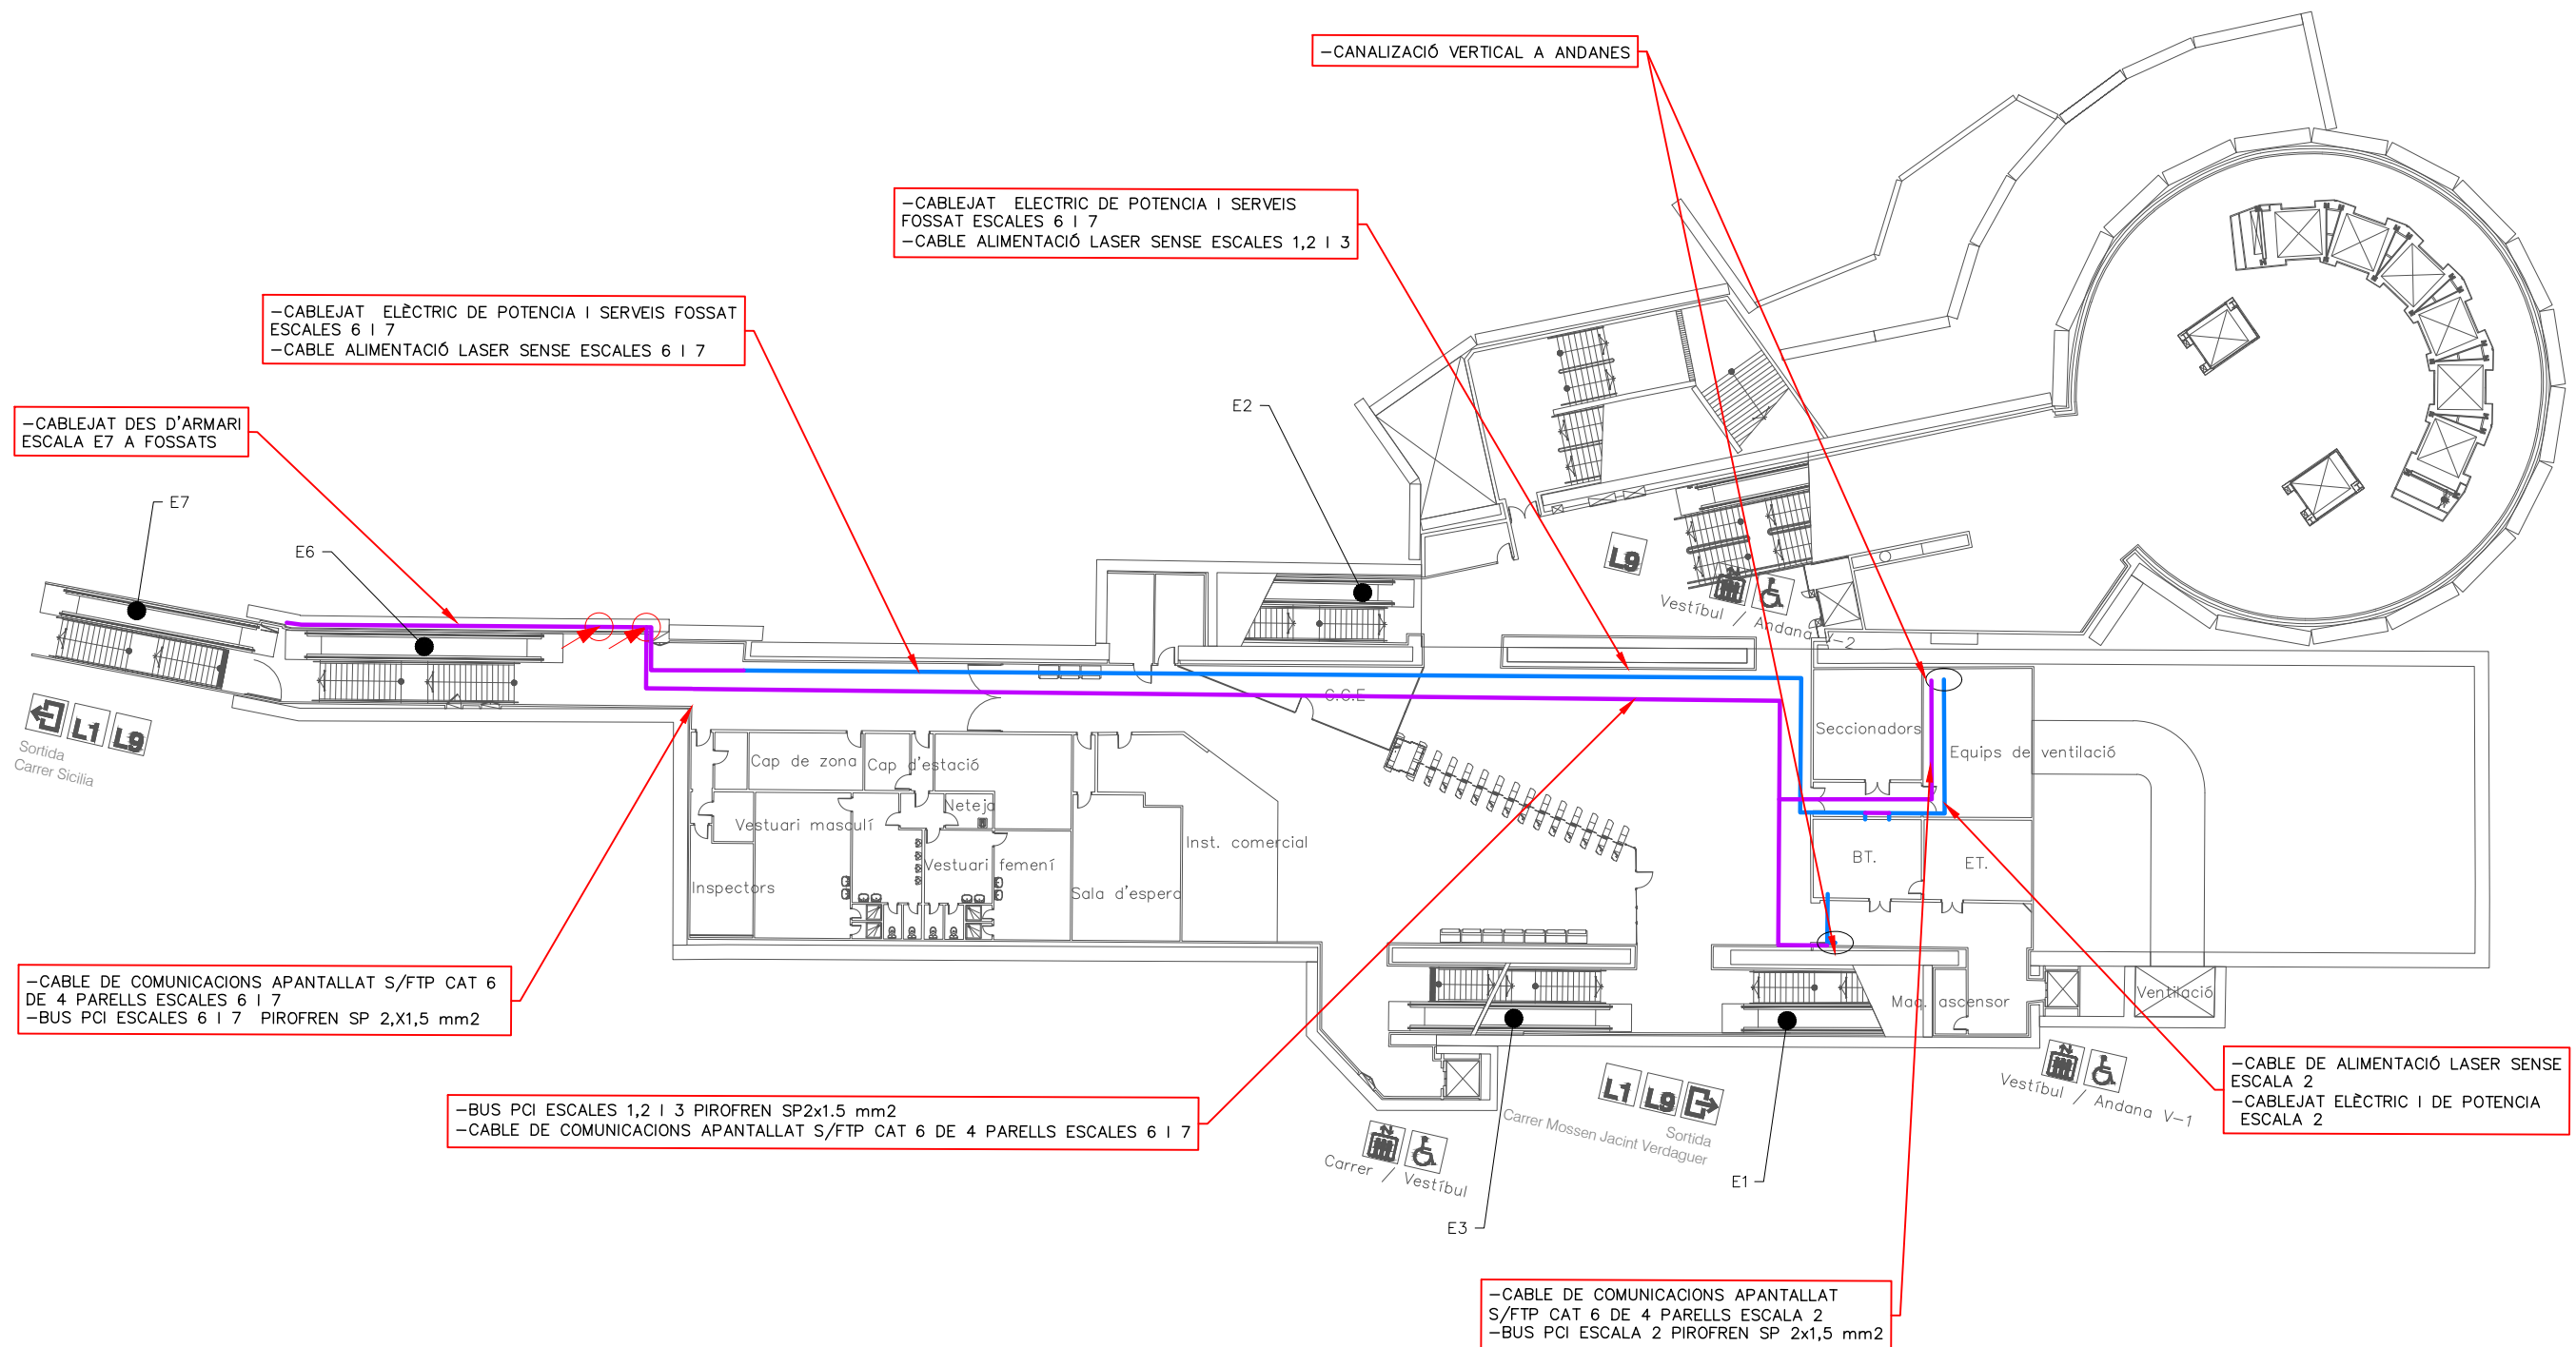 -CANALIZACIÓ VERTICAL A ANDANES
-CABLEJAT ELECTRIC DE POTENCIA I SERVEIS
FOSSAT ESCALES 6 I 7
-CABLE ALIMENTACIÓ LASER SENSE ESCALES 1,2 I 3
-CABLEJAT ELÈCTRIC DE POTENCIA I SERVEIS FOSSAT
ESCALES 6 I 7
-CABLE ALIMENTACIÓ LASER SENSE ESCALES 6 I 7
-CABLEJAT DES D'ARMARI
ESCALA E7 A FOSSATS
E2
E7
E6
L9
Vestíbul / Andana V-2
C.C.E
L1 L9
Sortida
Carrer Sicilia
Seccionadors
Equips de ventilació
Cap de zona
Cap d'estació
Neteja
Vestuari masculí
Vestuari femení
Inst. comercial
Inspectors
Sala d'espera
BT.
ET.
Maq. ascensor
Ventilació
-CABLE DE COMUNICACIONS APANTALLAT S/FTP CAT 6
DE 4 PARELLS ESCALES 6 I 7
-BUS PCI ESCALES 6 I 7 PIROFREN SP 2,X1,5 mm2
-BUS PCI ESCALES 1,2 I 3 PIROFREN SP2x1.5 mm2
-CABLE DE COMUNICACIONS APANTALLAT S/FTP CAT 6 DE 4 PARELLS ESCALES 6 I 7
L1 L9
Sortida
Carrer Mossen Jacint Verdaguer
Carrer / Vestíbul
Vestíbul / Andana V-1
E1
E3
-CABLE DE ALIMENTACIÓ LASER SENSE
ESCALA 2
-CABLEJAT ELÈCTRIC I DE POTENCIA
ESCALA 2
-CABLE DE COMUNICACIONS APANTALLAT
S/FTP CAT 6 DE 4 PARELLS ESCALA 2
-BUS PCI ESCALA 2 PIROFREN SP 2x1,5 mm2